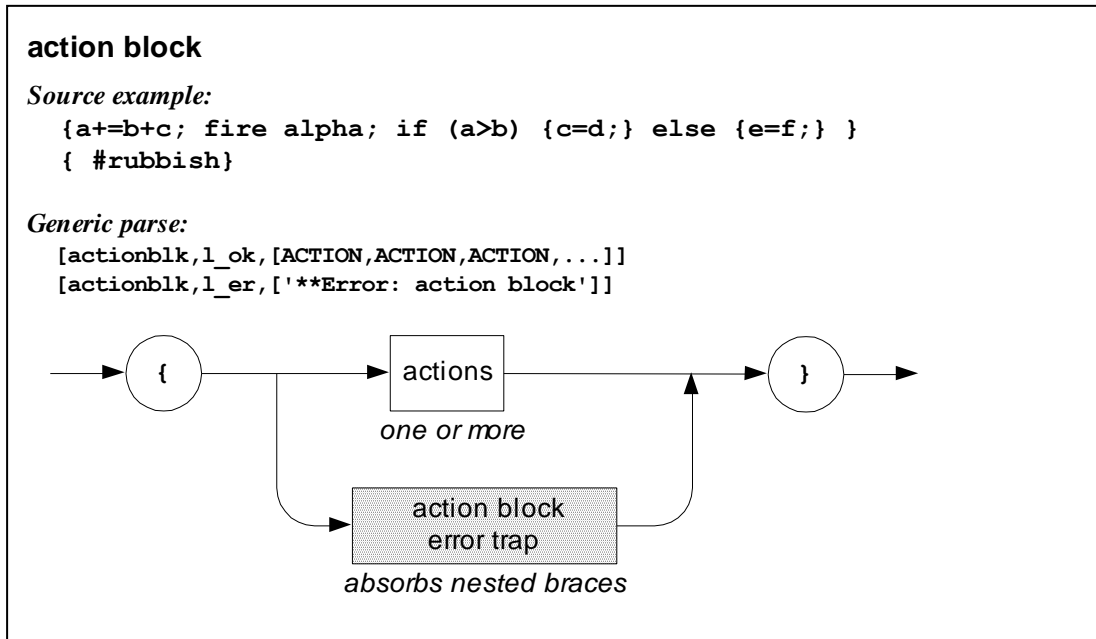 action block
Source example:
{a+=b+c; fire alpha; if (a>b) {c=d;} else {e=f;} }
{ #rubbish}
Generic parse:
[actionblk,l_ok,[ACTION,ACTION,ACTION,...]]
[actionblk,l_er,['**Error: action block']]
{
actions
}
one or more
action block
error trap
absorbs nested braces